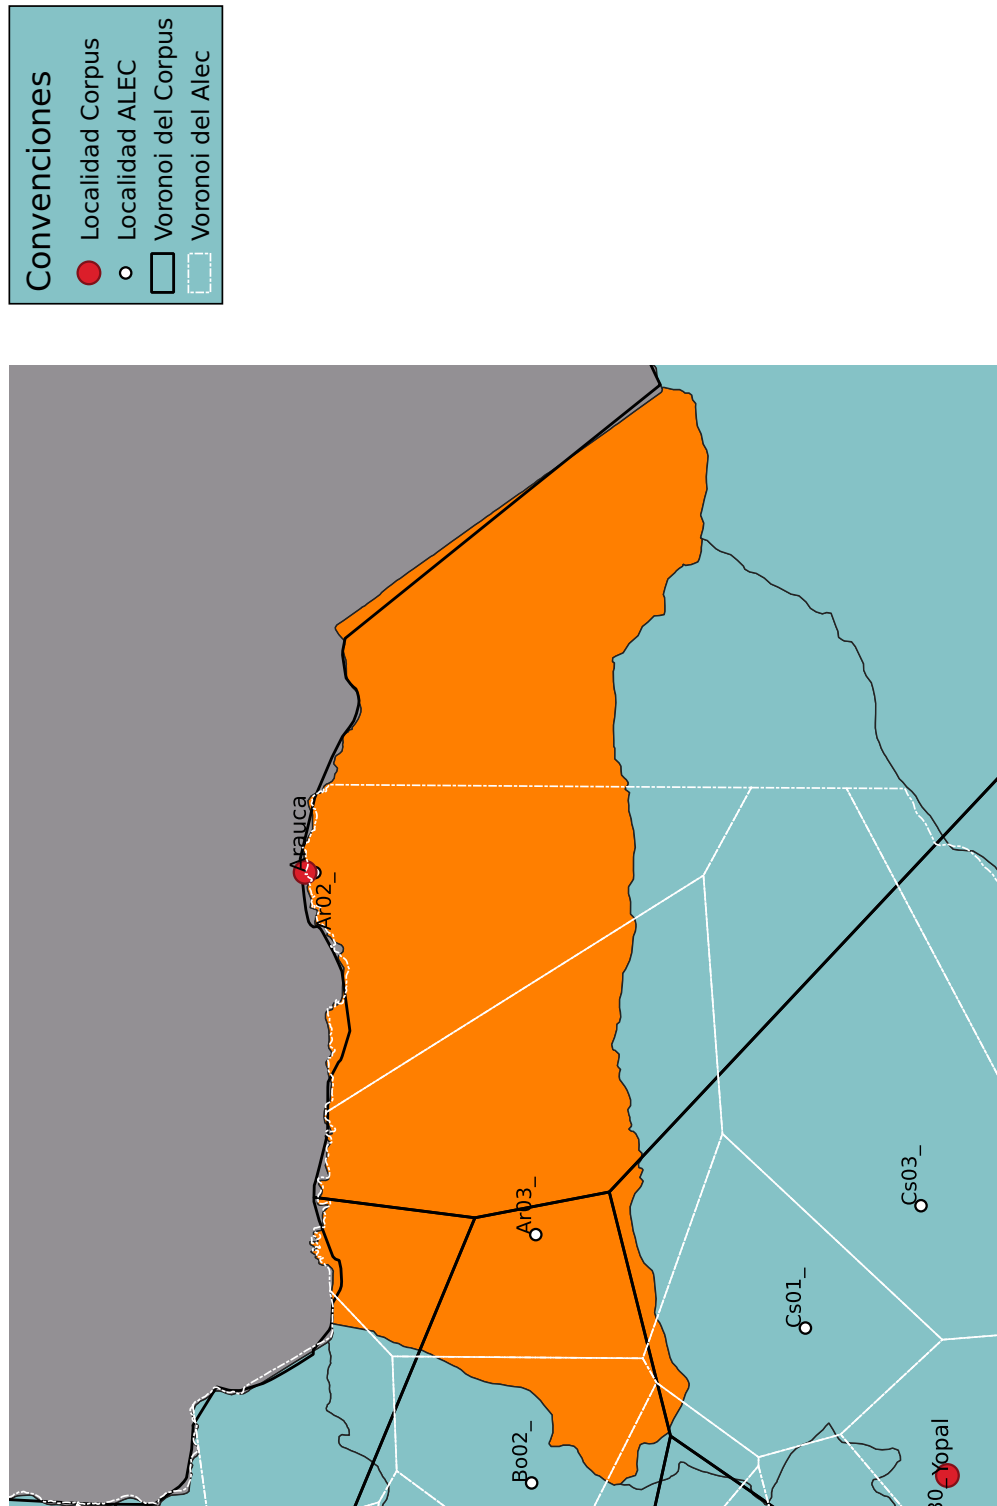 Convenciones
Localidad Corpus
Localidad ALEC
Voronoi del Corpus
Voronoi del Alec
Arauca
Ar02_
Ar03_
Cs03_
Cs01_
Bo02_
Yopal